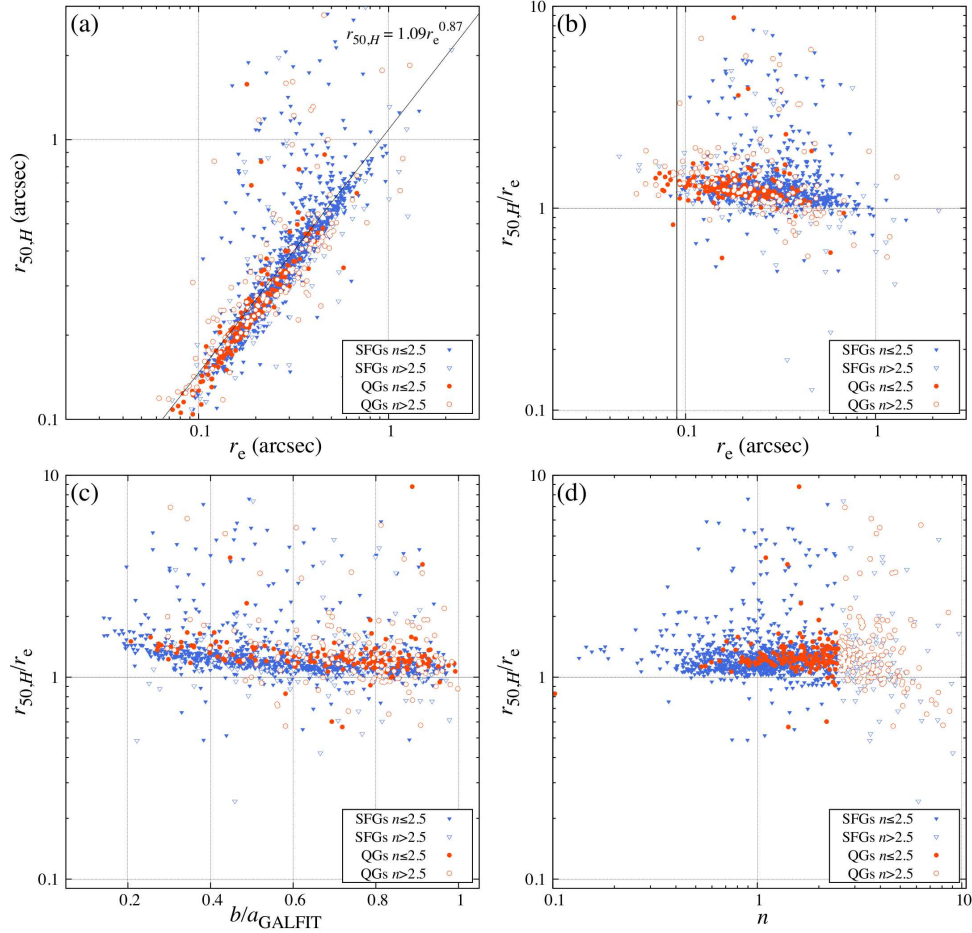 (a)
r50,H = 1.09re^0.87
1
0.1
r50,H (arcsec)
SFGs n≤2.5
SFGs n>2.5
QGs n≤2.5
QGs n>2.5
0.1
1
re (arcsec)
(b)
10
1
0.1
r50,H/re
SFGs n≤2.5
SFGs n>2.5
QGs n≤2.5
QGs n>2.5
0.1
1
re (arcsec)
(c)
10
1
0.1
r50,H/re
SFGs n≤2.5
SFGs n>2.5
QGs n≤2.5
QGs n>2.5
0.2
0.4
0.6
0.8
1
b/aGALFIT
(d)
10
1
0.1
r50,H/re
SFGs n≤2.5
SFGs n>2.5
QGs n≤2.5
QGs n>2.5
0.1
1
10
n